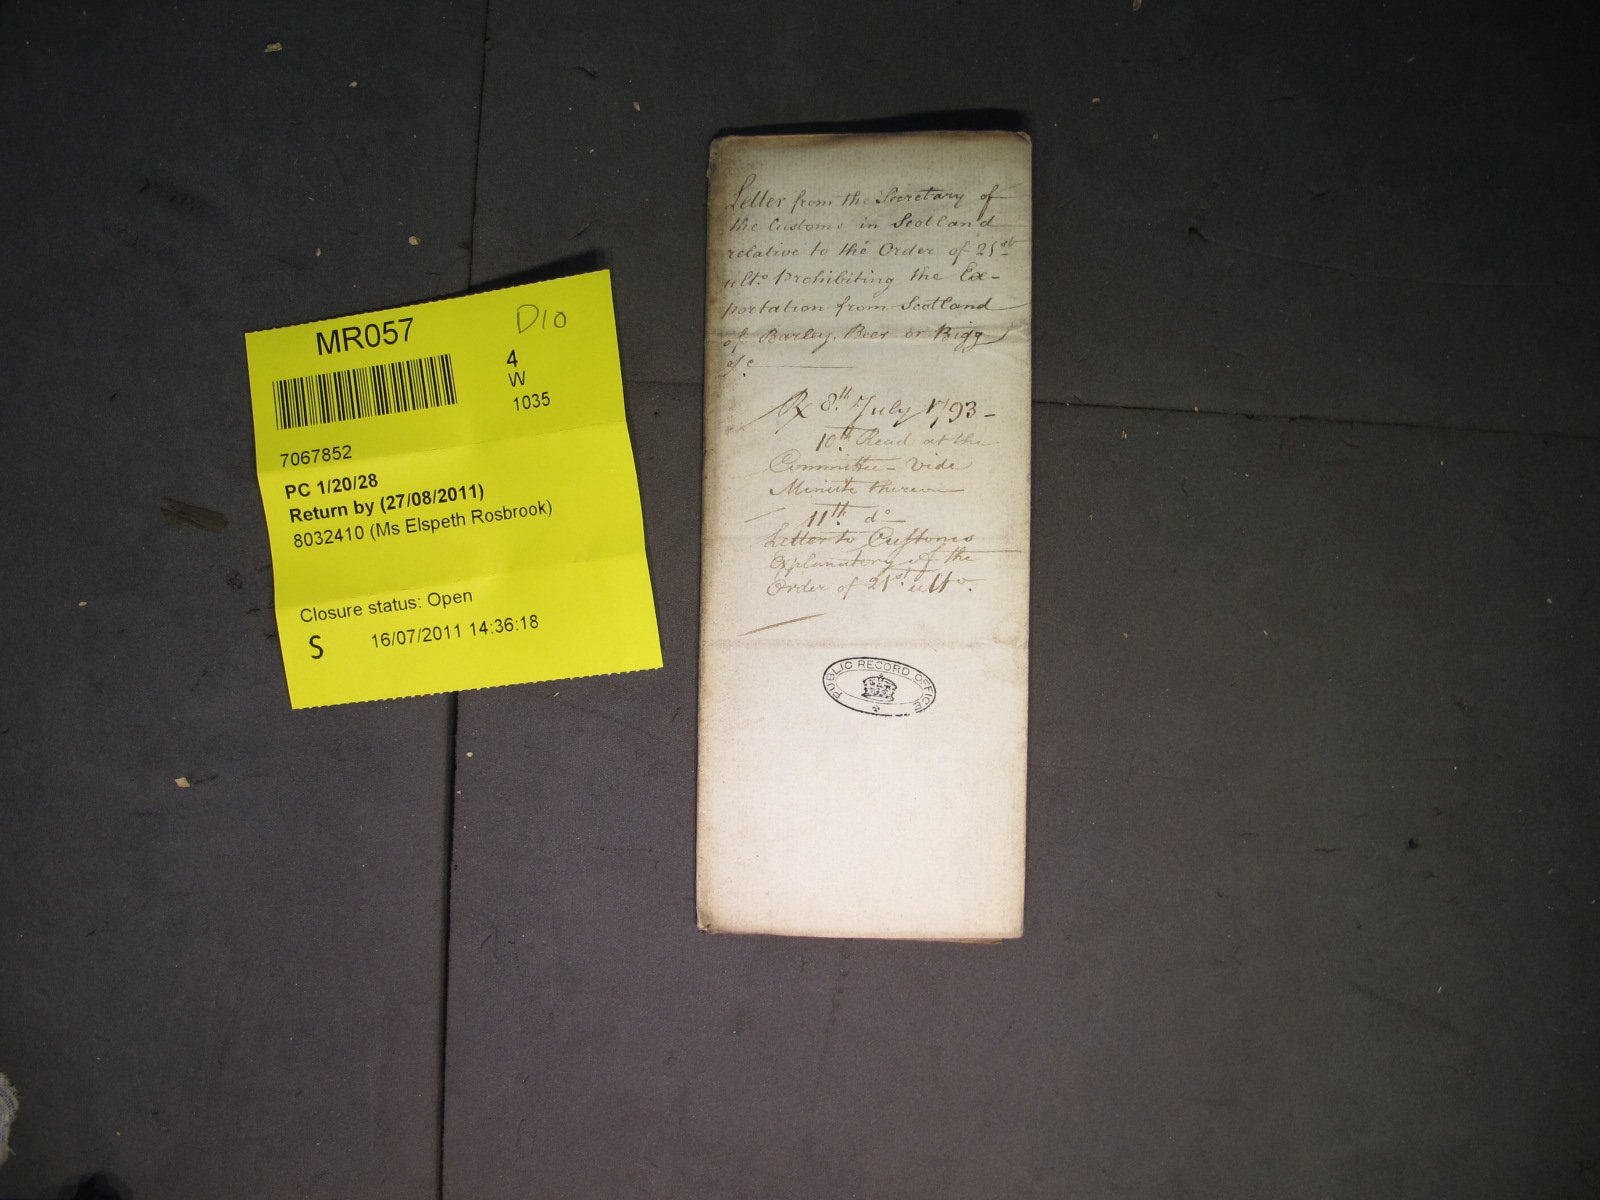 MR057
D10
4
W
1035
7067852
PC 1/20/28
Return by (27/08/2011)
8032410 (Ms Elspeth Rosbrook)
Closure status: Open
S
16/07/2011 14:36:18
Letter from the Secretary of
the Customs in Scotland
relative to the Order of 21st
ulto. Prohibiting the Ex-
portation from Scotland
of Barley, Beer or Bigg
&c
Rx 8th July 1793-
10th Read at the
Committee - Vide
Minute thereon
11th do
Letter to Customs
Explanatory of the
Order of 21st ulto.
PUBLIC RECORD OFFICE